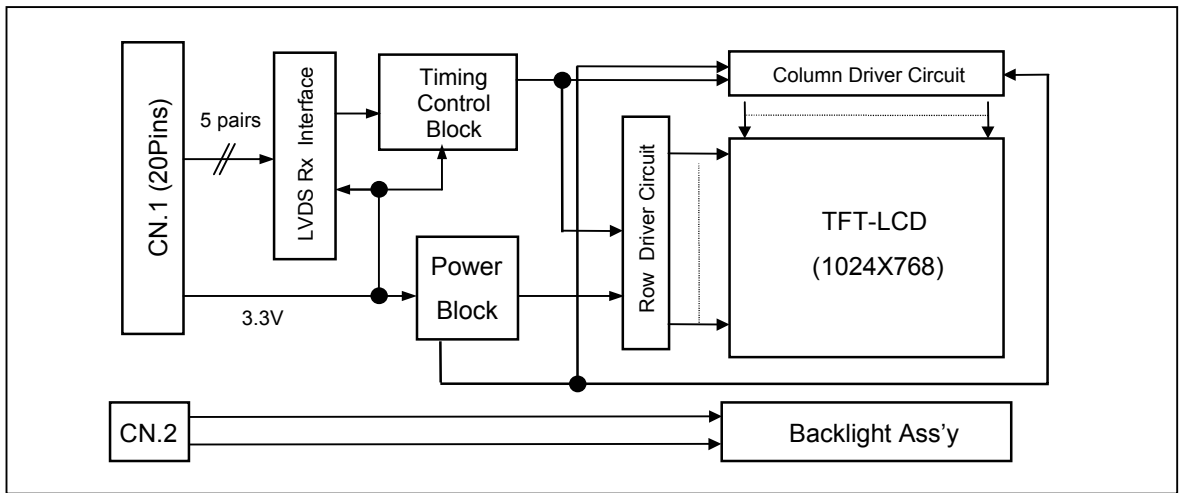 CN.1 (20Pins)
5 pairs
LVDS Rx Interface
Timing
Control
Block
Column Driver Circuit
Row Driver Circuit
TFT-LCD
(1024X768)
Power
Block
3.3V
CN.2
Backlight Ass’y